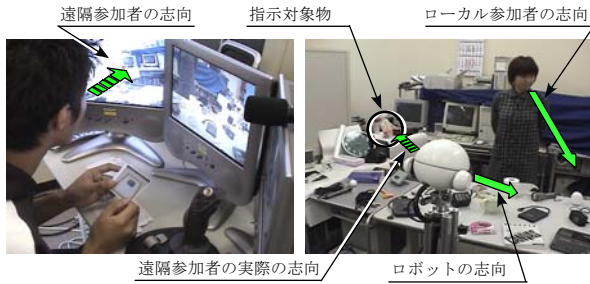 遠隔参加者の志向
指示対象物
ローカル参加者の志向
遠隔参加者の実際の志向
ロボットの志向